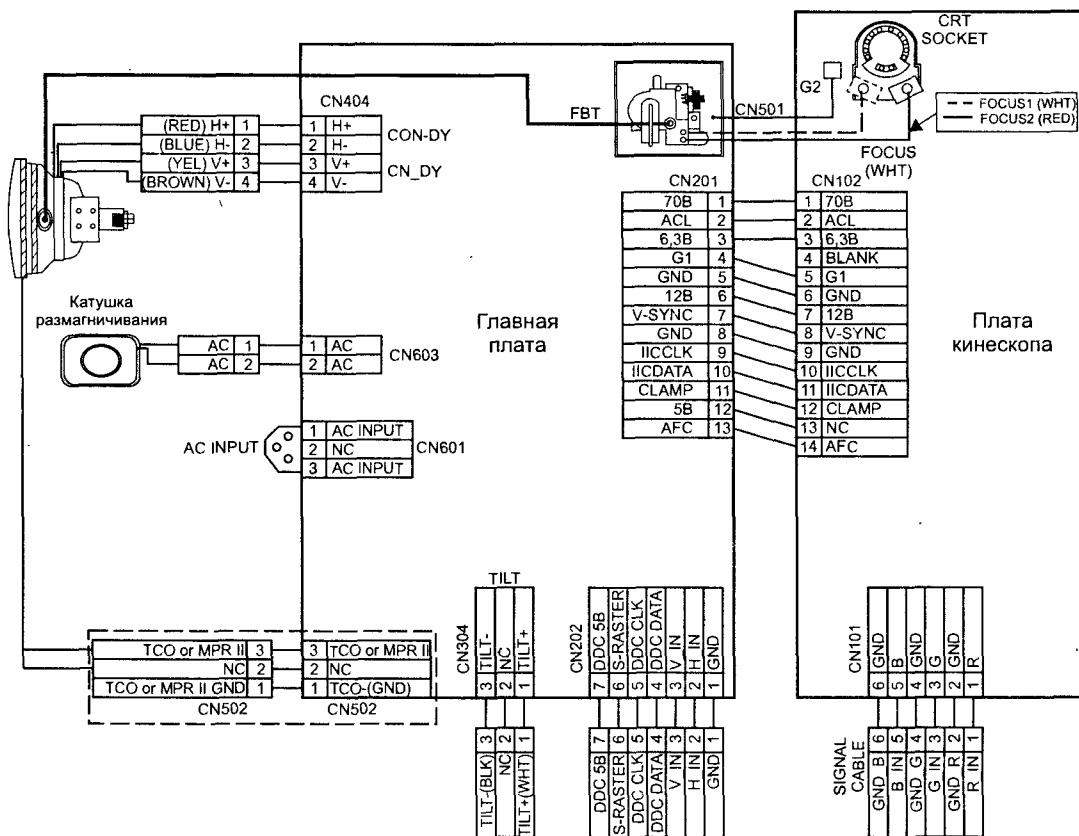 CRT
SOCKET
G2
FOCUS1 (WHT)
FOCUS2 (RED)
FOCUS
(WHT)
FBT
CN501
CN404
(RED) H+ 1
(BLUE) H- 2
(YEL) V+ 3
(BROWN) V- 4
1 H+
2 H-
3 V+
4 V-
CON-DY
CN_DY
CN201
70В 1
ACL 2
6,3В 3
G1 4
GND 5
12В 6
V-SYNC 7
GND 8
IICCLK 9
IICDATA 10
CLAMP 11
5В 12
AFC 13
CN102
1 70В
2 ACL
3 6,3В
4 BLANK
5 G1
6 GND
7 12В
8 V-SYNC
9 GND
10 IICCLK
11 IICDATA
12 CLAMP
13 NC
14 AFC
Катушка
размагничивания
AC 1
AC 2
1 AC
2 AC
CN603
Главная
плата
Плата
кинескопа
AC INPUT
1 AC INPUT
2 NC
3 AC INPUT
CN601
TCO or MPR II 3
NC 2
TCO or MPR II GND 1
CN502
3 TCO or MPR II
2 NC
1 TCO-(GND)
CN502
TILT
CN304
3 TILT-
2 NC
1 TILT+
3 TILT-(BLK)
2 NC
1 TILT+(WHT)
CN202
7 DDC 5В
6 S-RASTER
5 DDC CLK
4 DDC DATA
3 V IN
2 H IN
1 GND
7 DDC 5В
6 S-RASTER
5 DDC CLK
4 DDC DATA
3 V IN
2 H IN
1 GND
CN101
6 GND
5 B
4 GND
3 G
2 GND
1 R
SIGNAL
CABLE
6 GND B
5 B IN
4 GND G
3 G IN
2 GND R
1 R IN